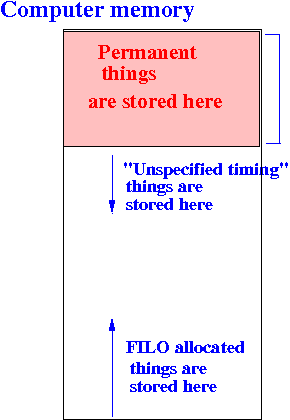 Computer memory
Permanent
things
are stored here
"Unspecified timing"
things are
stored here
FILO allocated
things are
stored here